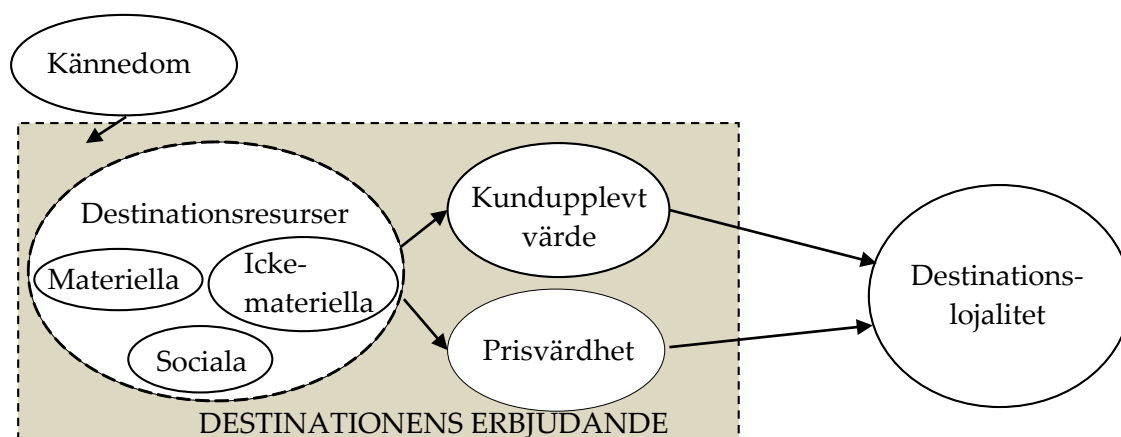 Kännedom
Destinationsresurser
Materiella
Icke-
materiella
Sociala
Kundupplevt
värde
Prisvärdhet
DESTINATIONENS ERBJUDANDE
Destinations-
lojalitet